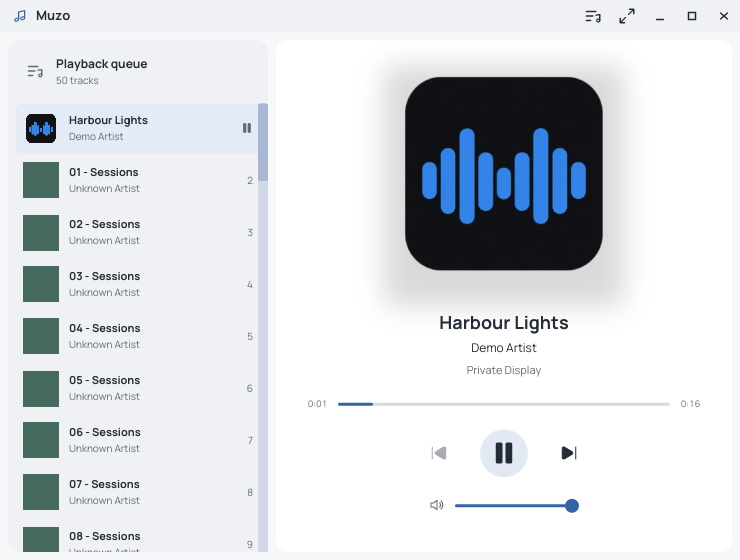 Muzo
Playback queue
50 tracks
Harbour Lights
Demo Artist
01 - Sessions
Unknown Artist
2
02 - Sessions
Unknown Artist
3
03 - Sessions
Unknown Artist
4
04 - Sessions
Unknown Artist
5
05 - Sessions
Unknown Artist
6
06 - Sessions
Unknown Artist
7
07 - Sessions
Unknown Artist
8
08 - Sessions
Unknown Artist
9
Harbour Lights
Demo Artist
Private Display
0:01
0:16